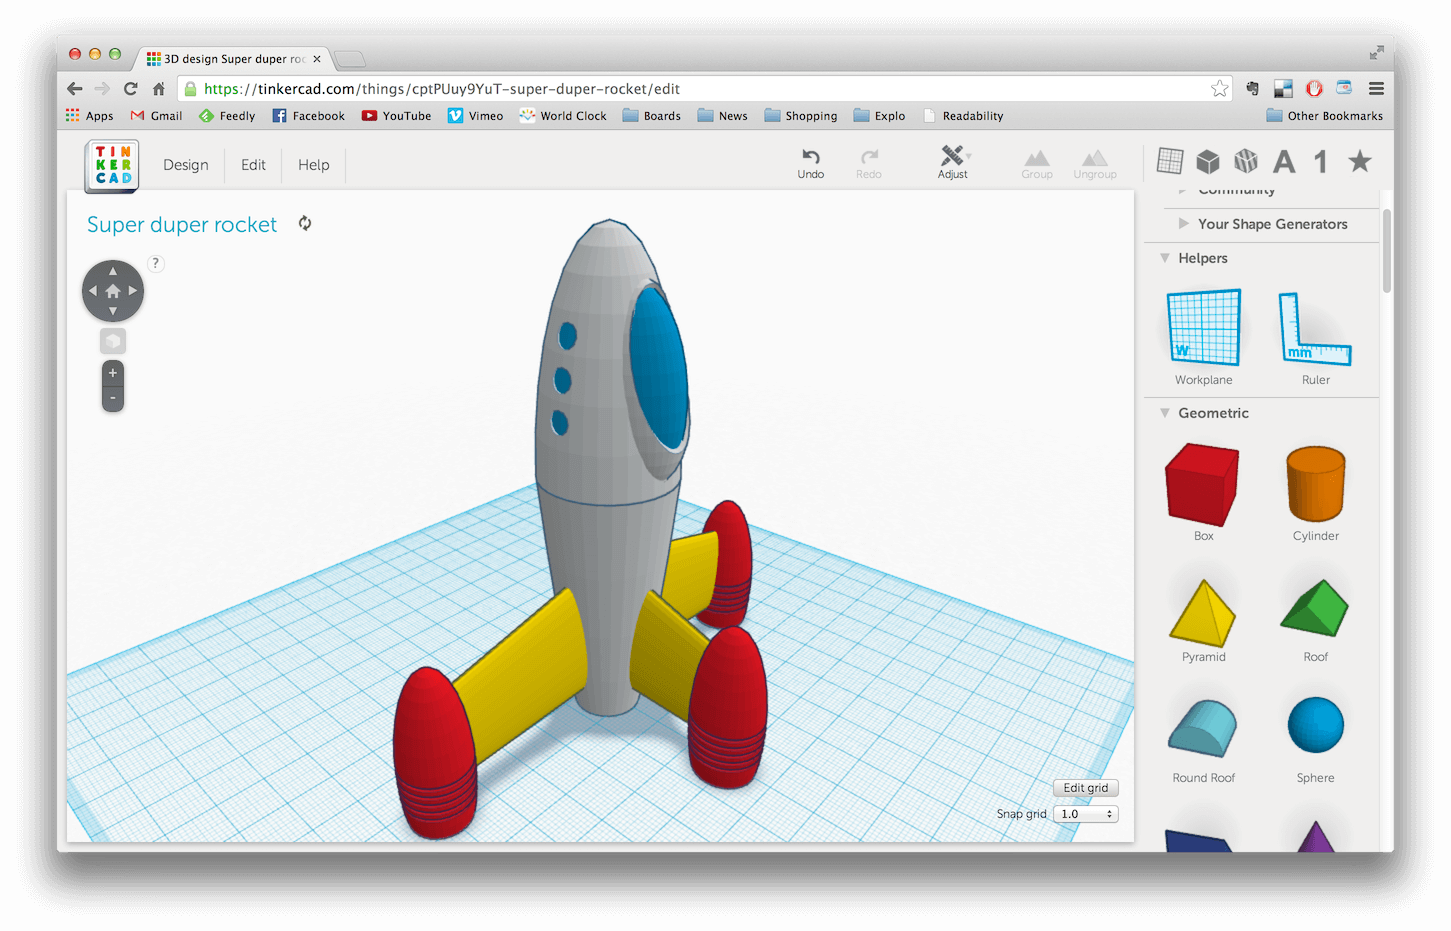 3D design Super duper roc
https://tinkercad.com/things/cptPUuy9YuT-super-duper-rocket/edit
Apps Gmail Feedly Facebook YouTube Vimeo World Clock Boards News Shopping Explo Readability Other Bookmarks
TIN
KER
CAD
Design Edit Help Undo Redo Adjust Group Ungroup A 1
Community
Super duper rocket
Your Shape Generators
?
Helpers
W
mm
Workplane Ruler
+
-
Geometric
Box Cylinder
Pyramid Roof
Round Roof Sphere
Edit grid
Snap grid 1.0